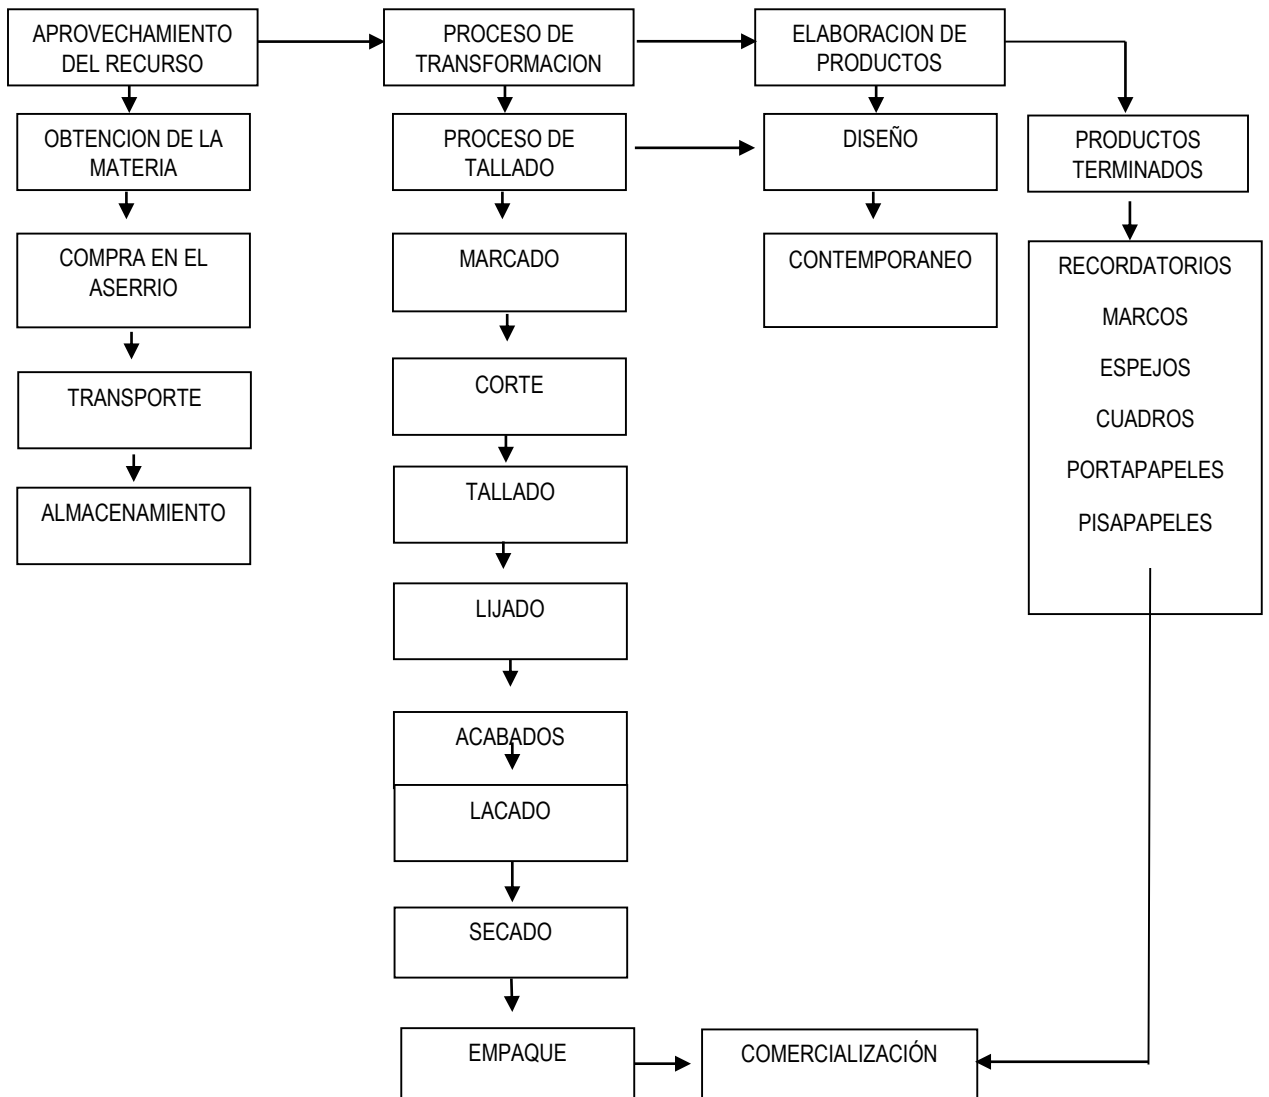 APROVECHAMIENTO
DEL RECURSO
PROCESO DE
TRANSFORMACION
ELABORACION DE
PRODUCTOS
OBTENCION DE LA
MATERIA
PROCESO DE
TALLADO
DISEÑO
PRODUCTOS
TERMINADOS
COMPRA EN EL
ASERRIO
MARCADO
CONTEMPORANEO
RECORDATORIOS
MARCOS
ESPEJOS
CUADROS
PORTAPAPELES
PISAPAPELES
TRANSPORTE
CORTE
ALMACENAMIENTO
TALLADO
LIJADO
ACABADOS
LACADO
SECADO
EMPAQUE
COMERCIALIZACIÓN